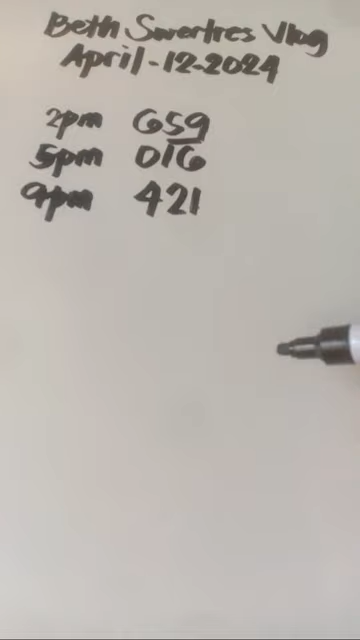 Beth Swertres Vlog
April-12-2024
2pm 659
5pm 016
9pm 421